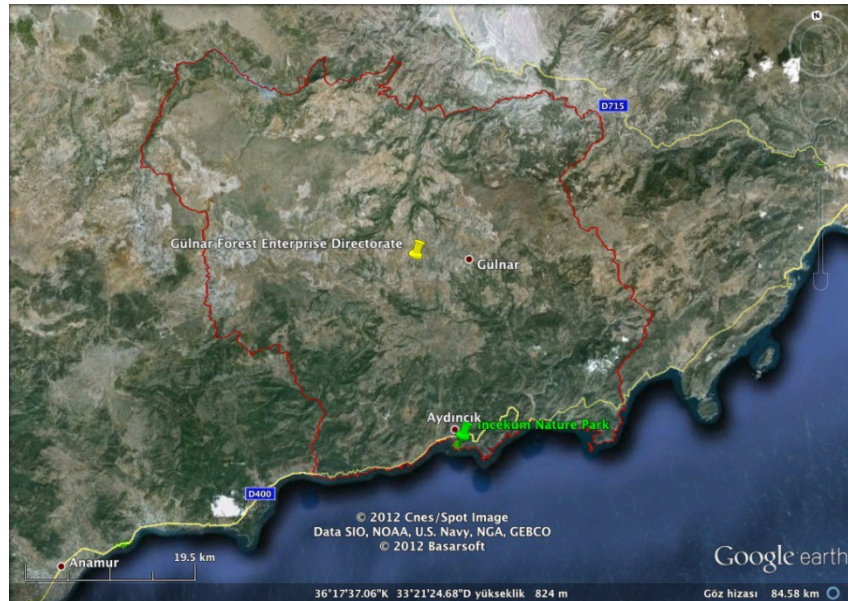 N
D715
Gülnar Forest Enterprise Directorate
Gülnar
Aydıncık
İncekum Nature Park
D400
© 2012 Cnes/Spot Image
Data SIO, NOAA, U.S. Navy, NGA, GEBCO
© 2012 Basarsoft
Anamur
19.5 km
Google earth
36°17'37.06"K 33°21'24.68"D yükseklik 824 m
Göz hizası 84.58 km